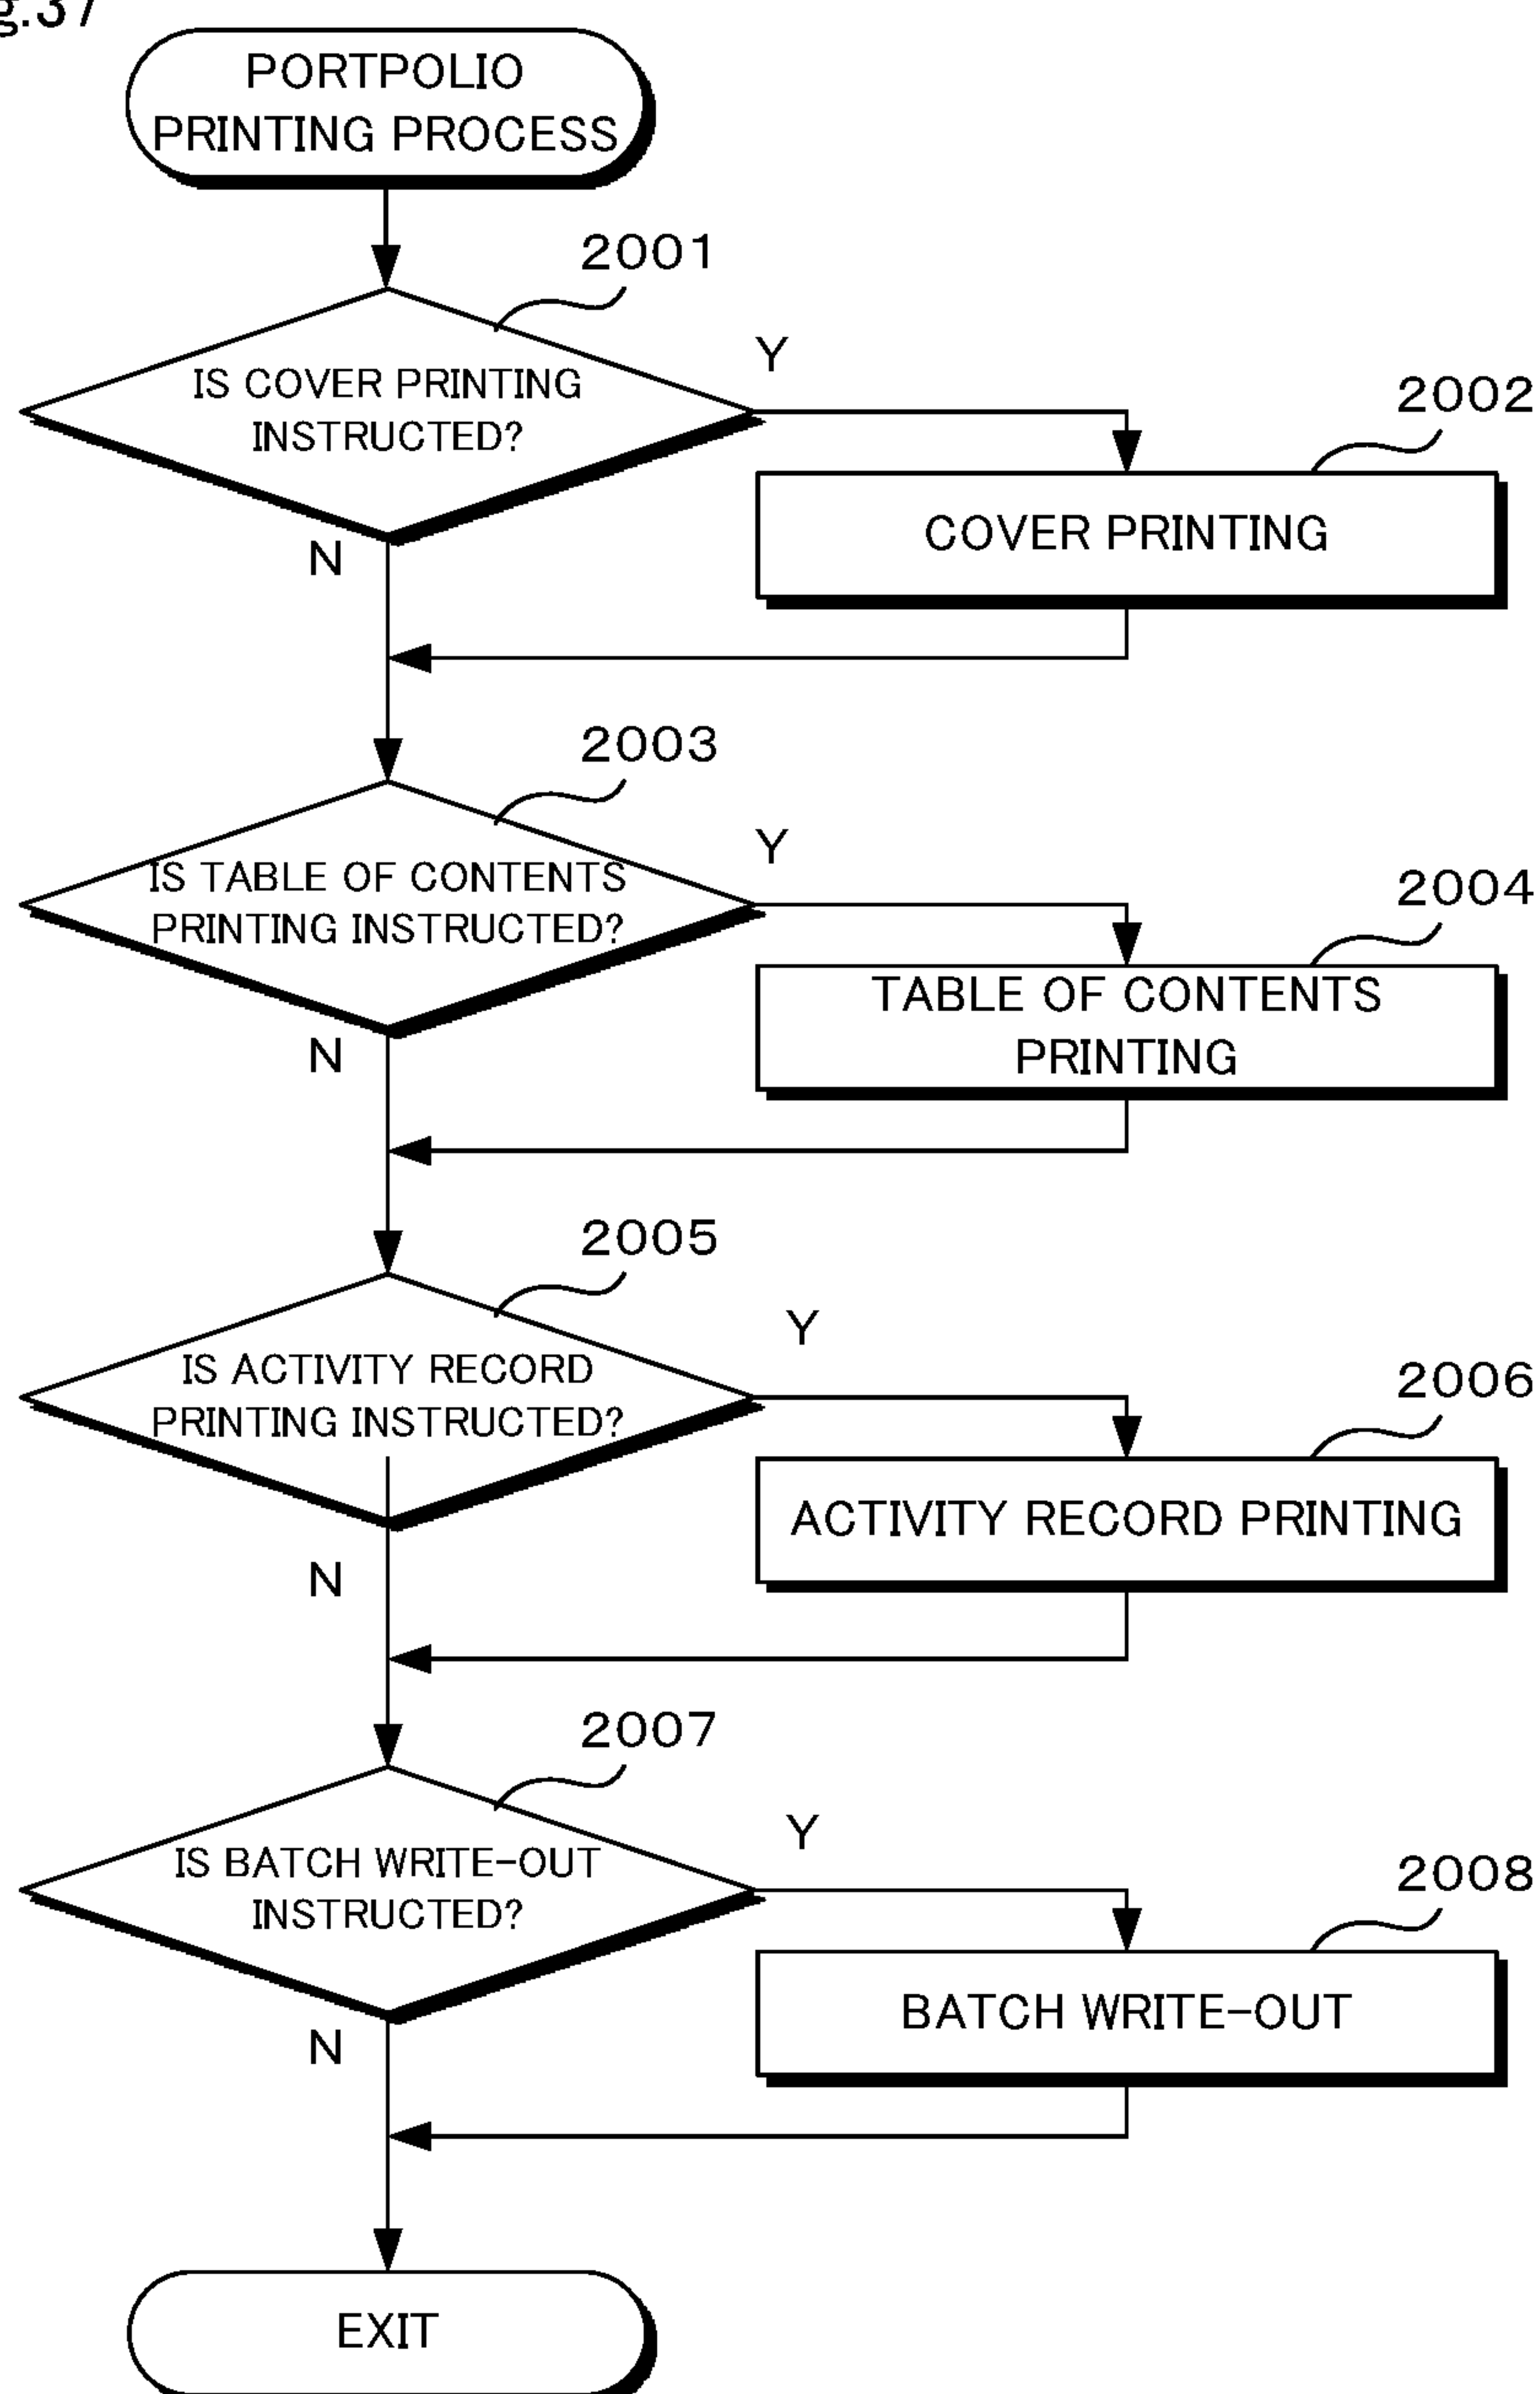 g.37
PORTPOLIO
PRINTING PROCESS
2001
IS COVER PRINTING
INSTRUCTED?
Y
N
2002
COVER PRINTING
2003
IS TABLE OF CONTENTS
PRINTING INSTRUCTED?
Y
N
2004
TABLE OF CONTENTS
PRINTING
2005
IS ACTIVITY RECORD
PRINTING INSTRUCTED?
Y
N
2006
ACTIVITY RECORD PRINTING
2007
IS BATCH WRITE-OUT
INSTRUCTED?
Y
N
2008
BATCH WRITE-OUT
EXIT